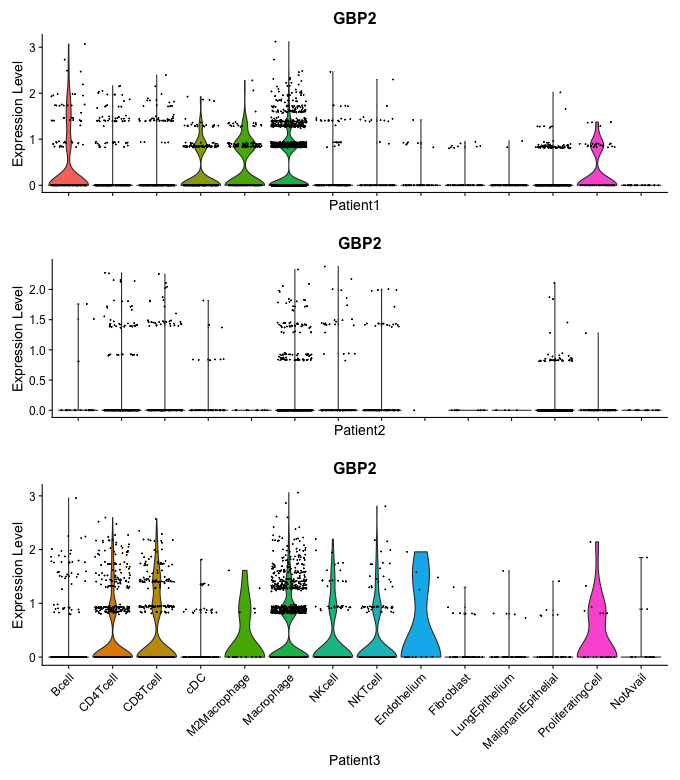 GBP2
Expression Level
3
2
1
0
Patient1
GBP2
Expression Level
2.0
1.5
1.0
0.5
0.0
Patient2
GBP2
Expression Level
3
2
1
0
Bcell
CD4Tcell
CD8Tcell
cDC
M2Macrophage
Macrophage
NKcell
NKTcell
Endothelium
Fibroblast
LungEpithelium
MalignantEpithelial
ProliferatingCell
NotAvail
Patient3